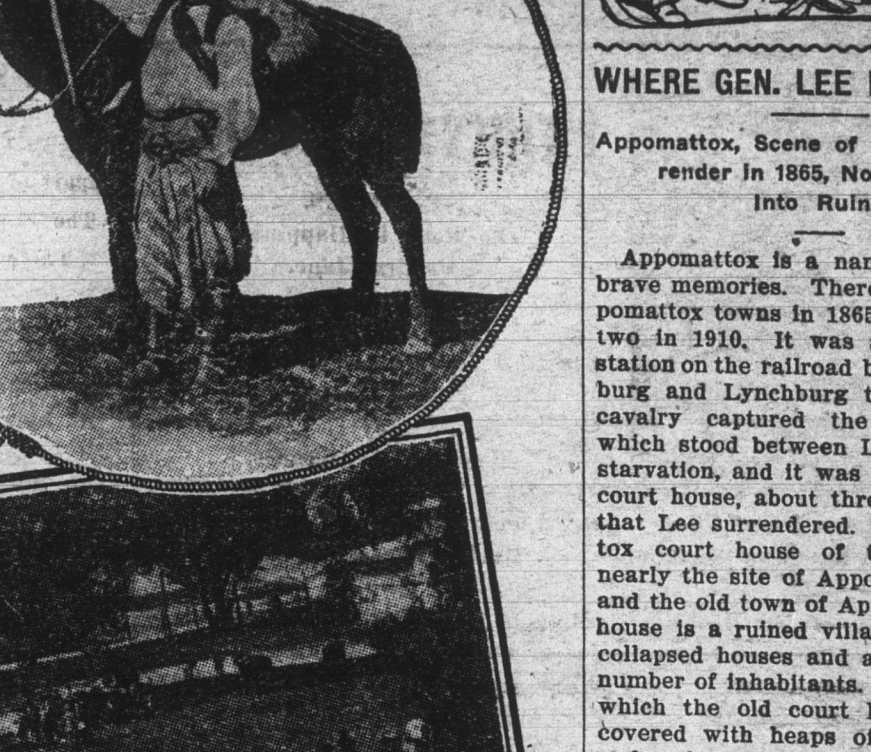 WHERE GEN. LEE
Appomattox, Scene of
render in 1865, No
Into Ruin
Appomattox is a nar
brave memories. There
pomattox towns in 1865
two in 1910. It was
station on the railroad b
burg and Lynchburg t
cavalry captured the
which stood between L
starvation, and it was
court house, about thre
that Lee surrendered.
tox court house of t
nearly the site of Appo
and the old town of Ap
house is a ruined villa
collapsed houses and a
number of inhabitants.
which the old court
covered with heaps of